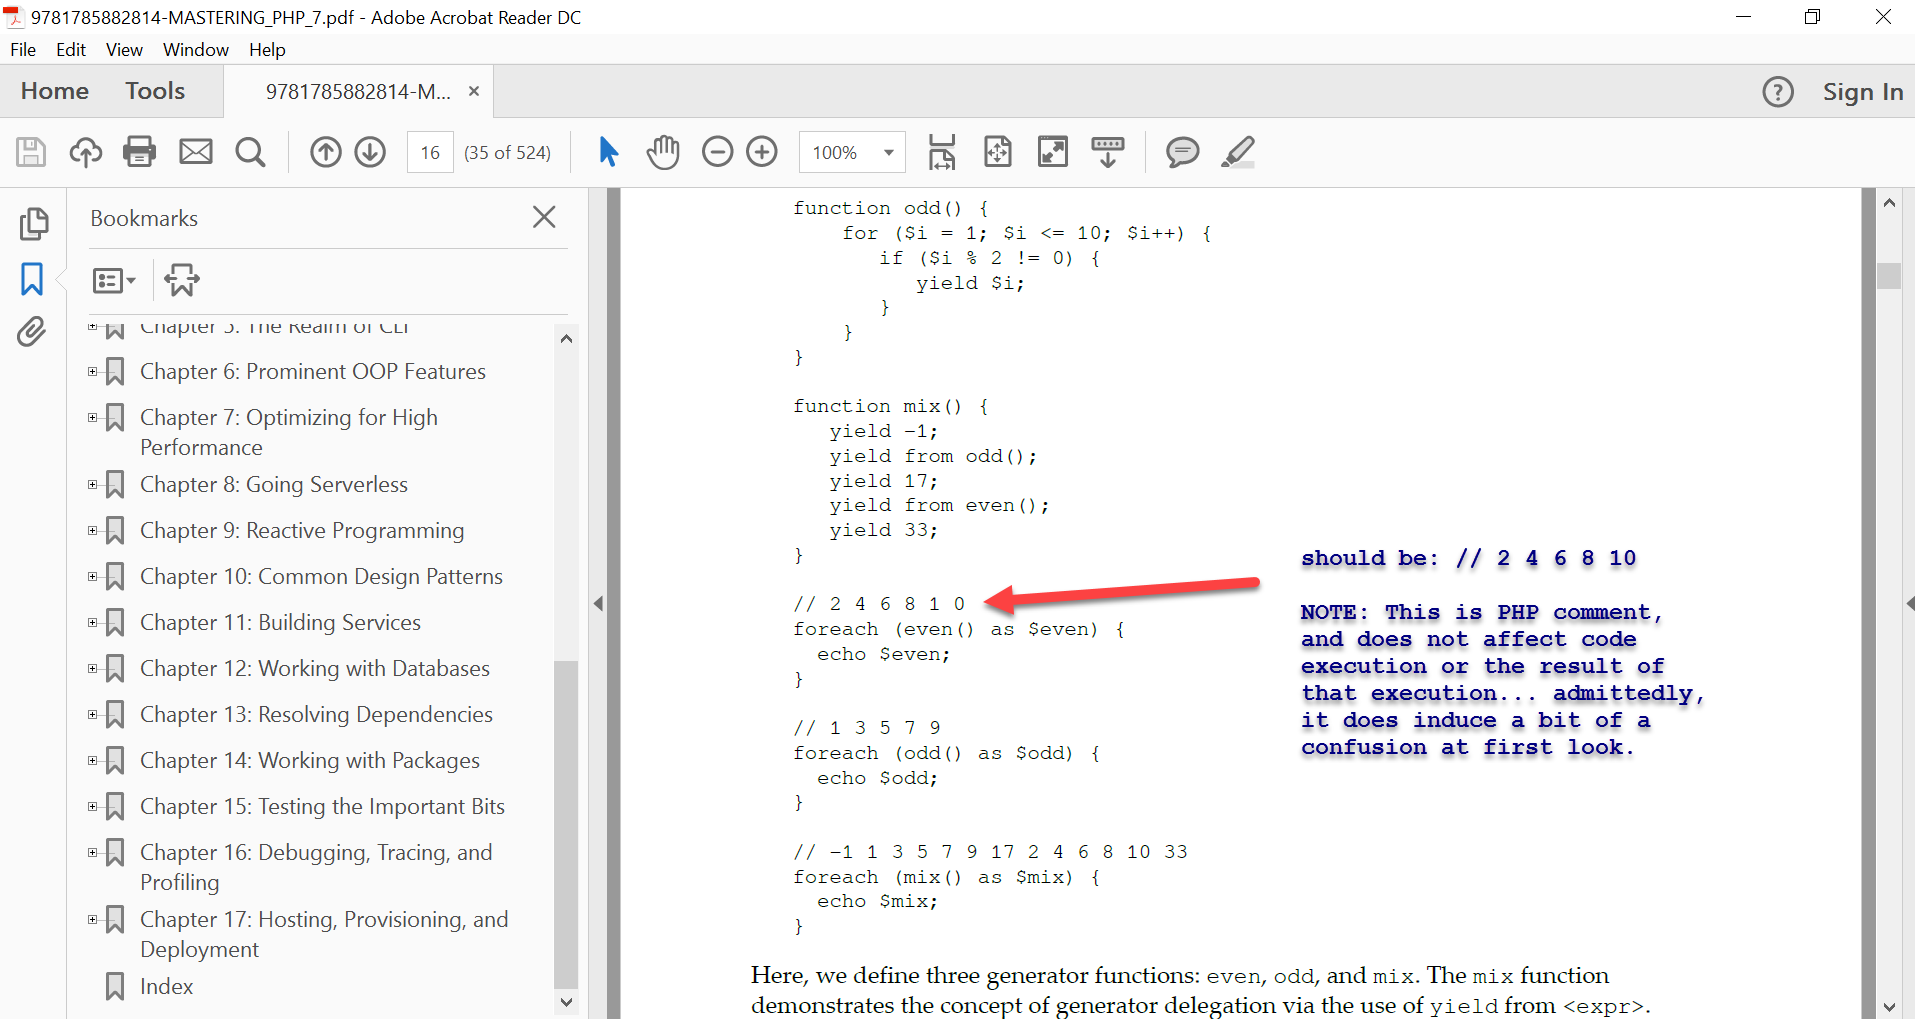 9781785882814-MASTERING_PHP_7.pdf - Adobe Acrobat Reader DC
File Edit View Window Help
Home Tools 9781785882814-M... × ? Sign In
16 (35 of 524) 100%
Bookmarks
Chapter 5: The Realm of CLI
Chapter 6: Prominent OOP Features
Chapter 7: Optimizing for High
Performance
Chapter 8: Going Serverless
Chapter 9: Reactive Programming
Chapter 10: Common Design Patterns
Chapter 11: Building Services
Chapter 12: Working with Databases
Chapter 13: Resolving Dependencies
Chapter 14: Working with Packages
Chapter 15: Testing the Important Bits
Chapter 16: Debugging, Tracing, and
Profiling
Chapter 17: Hosting, Provisioning, and
Deployment
Index
function odd() {
for ($i = 1; $i <= 10; $i++) {
if ($i % 2 != 0) {
yield $i;
}
}
}
function mix() {
yield -1;
yield from odd();
yield 17;
yield from even();
yield 33;
}
// 2 4 6 8 1 0
foreach (even() as $even) {
echo $even;
}
// 1 3 5 7 9
foreach (odd() as $odd) {
echo $odd;
}
// -1 1 3 5 7 9 17 2 4 6 8 10 33
foreach (mix() as $mix) {
echo $mix;
}
Here, we define three generator functions: even, odd, and mix. The mix function
demonstrates the concept of generator delegation via the use of yield from <expr>.
should be: // 2 4 6 8 10
NOTE: This is PHP comment,
and does not affect code
execution or the result of
that execution... admittedly,
it does induce a bit of a
confusion at first look.